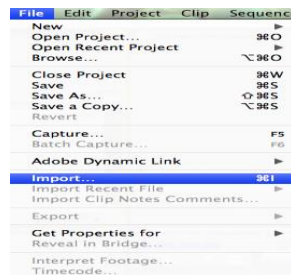 File Edit Project Clip Sequenc
New ▶
Open Project... ⌘O
Open Recent Project ▶
Browse... ⌥⌘O
Close Project ⌘W
Save ⌘S
Save As... ⇧⌘S
Save a Copy... ⌥⌘S
Revert
Capture... F5
Batch Capture... F6
Adobe Dynamic Link ▶
Import... ⌘I
Import Recent File ▶
Import Clip Notes Comments...
Export ▶
Get Properties for ▶
Reveal in Bridge...
Interpret Footage...
Timecode...